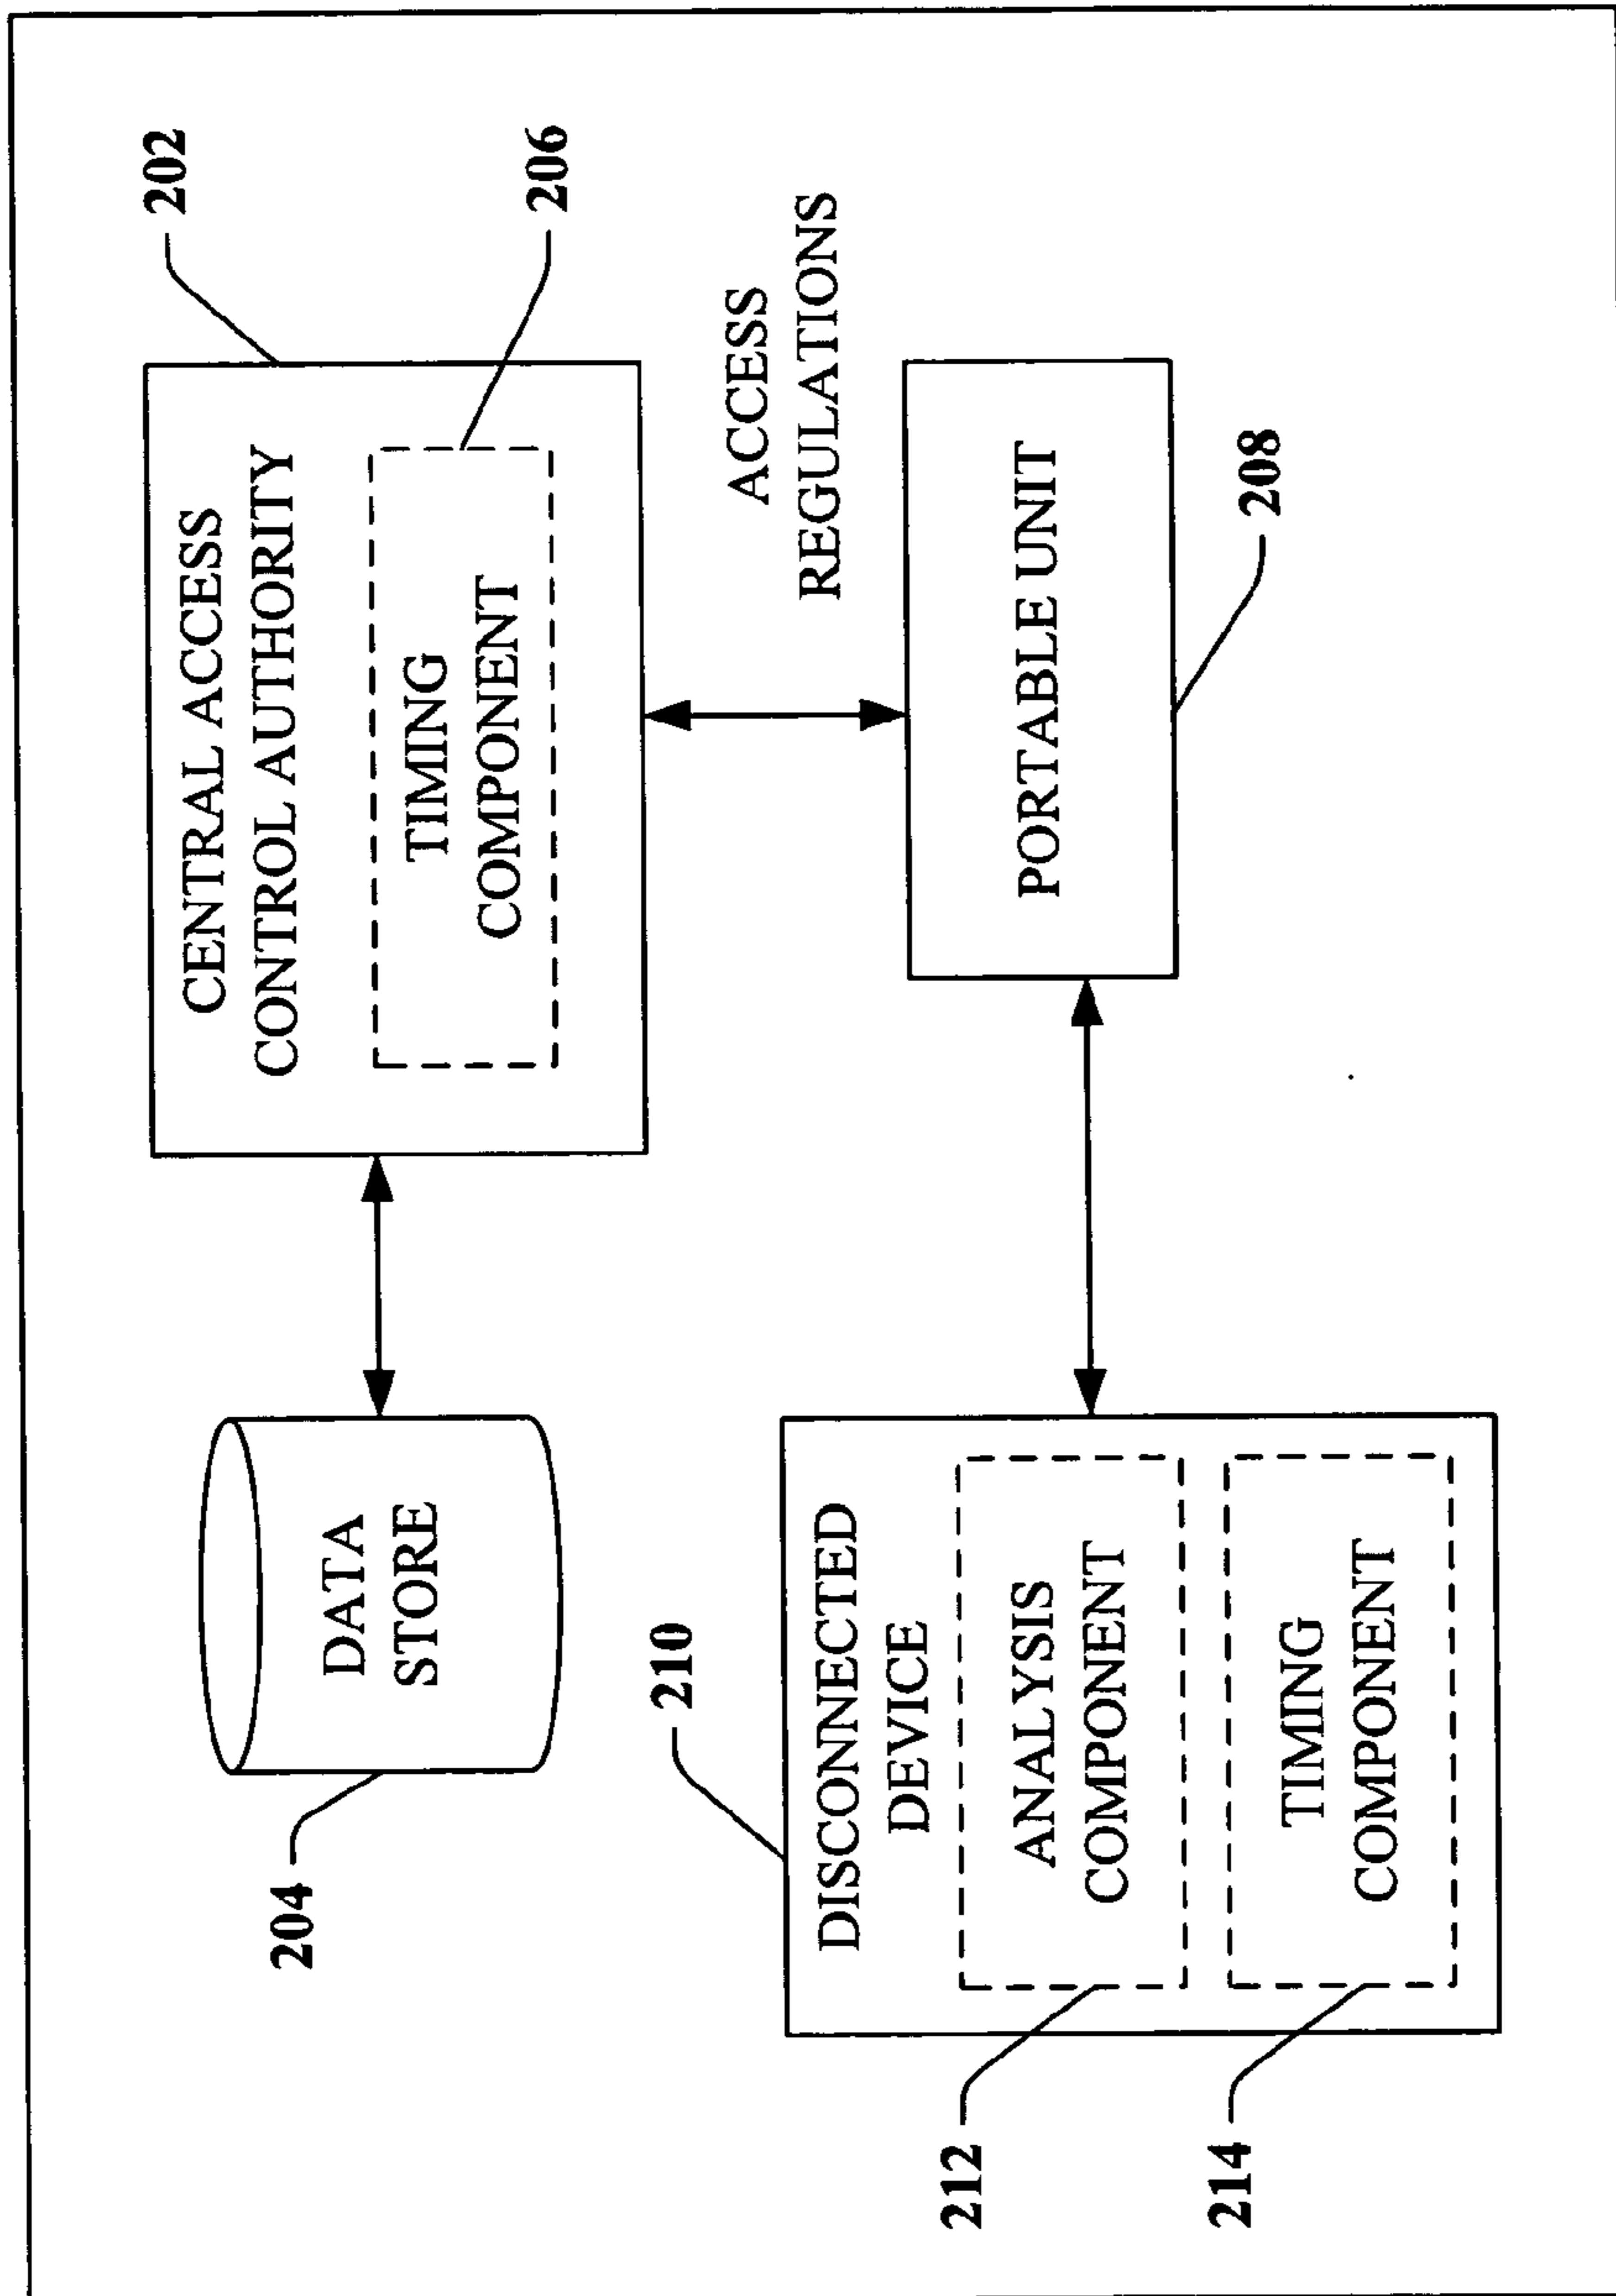 202
CENTRAL ACCESS
CONTROL AUTHORITY
TIMING
COMPONENT
206
204
DATA
STORE
ACCESS
REGULATIONS
210
DISCONNECTED
DEVICE
ANALYSIS
COMPONENT
TIMING
COMPONENT
212
214
PORTABLE UNIT
208